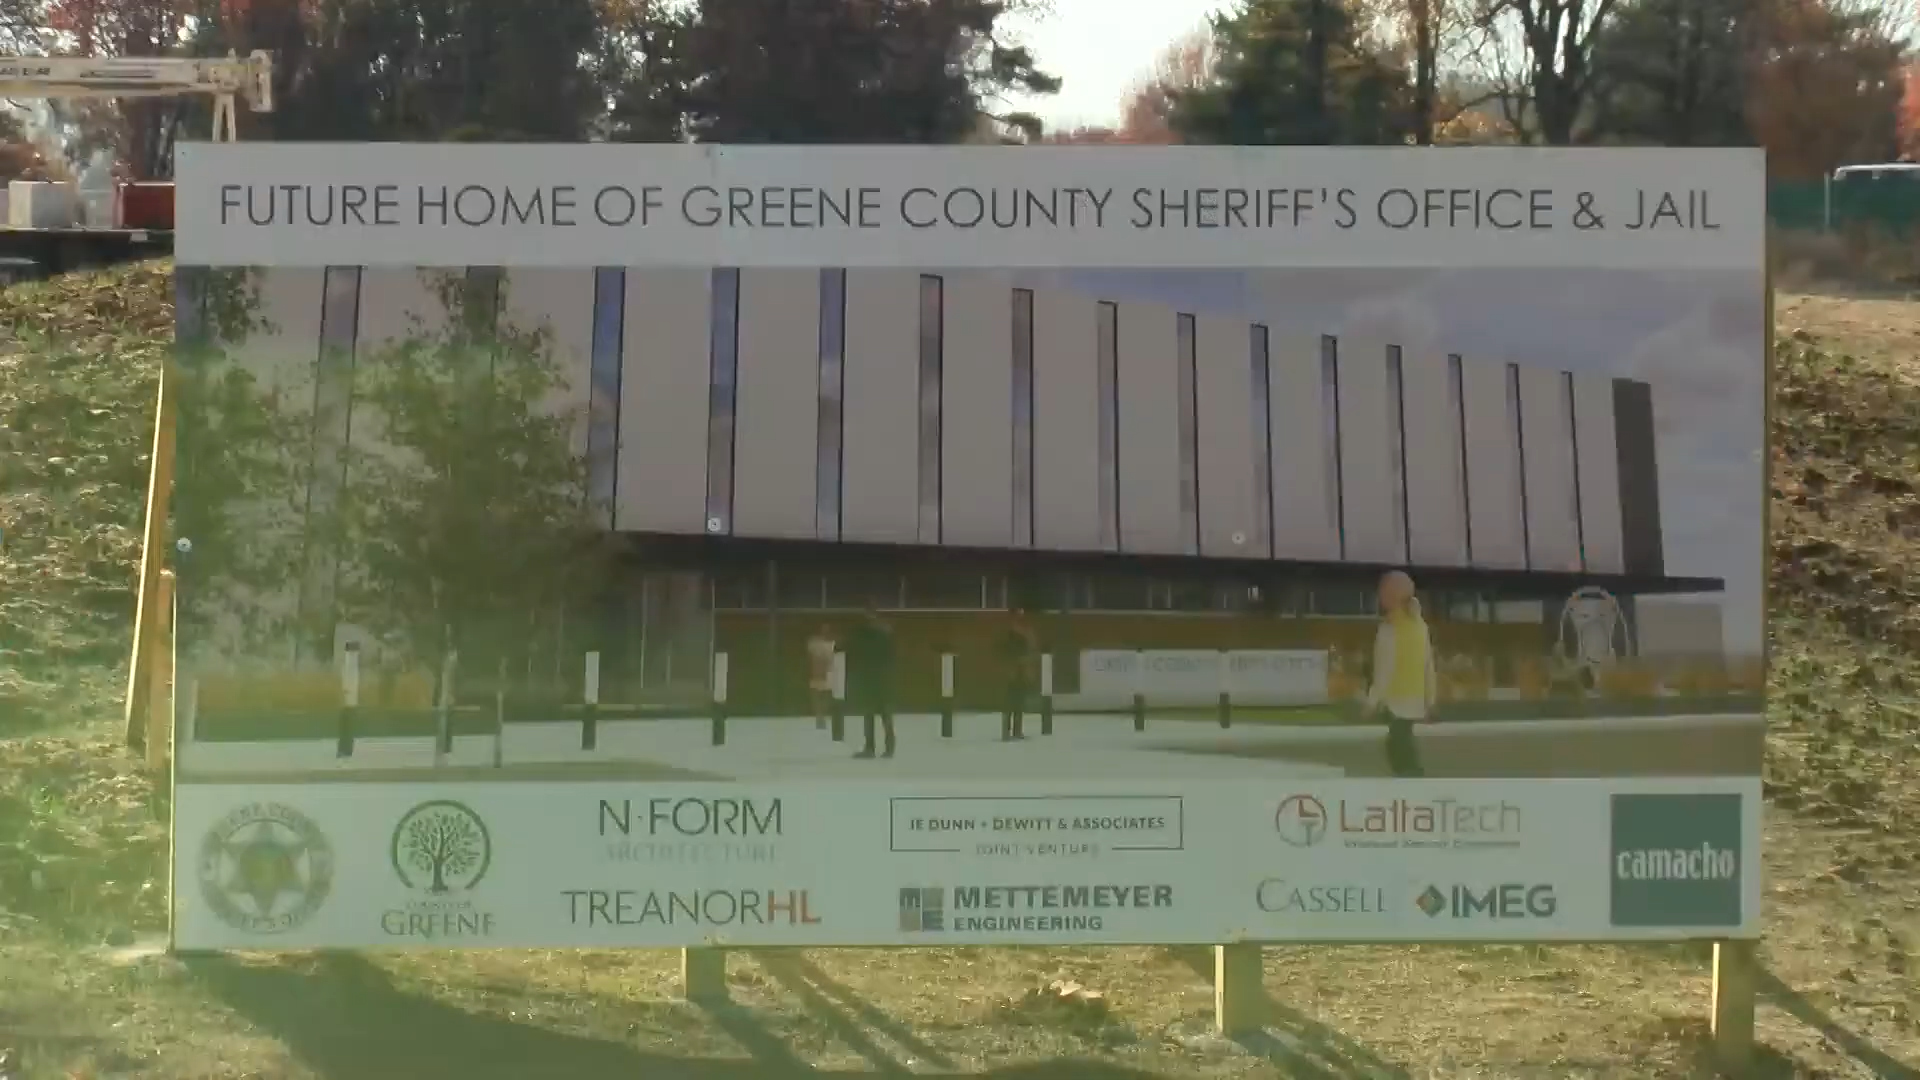 FUTURE HOME OF GREENE COUNTY SHERIFF'S OFFICE & JAIL
N·FORM
ARCHITECTURE
TREANORHL
GREENE
JE DUNN + DEWITT & ASSOCIATES
JOINT VENTURE
METTEMEYER
ENGINEERING
LattaTech
CASSELL
IMEG
camacho